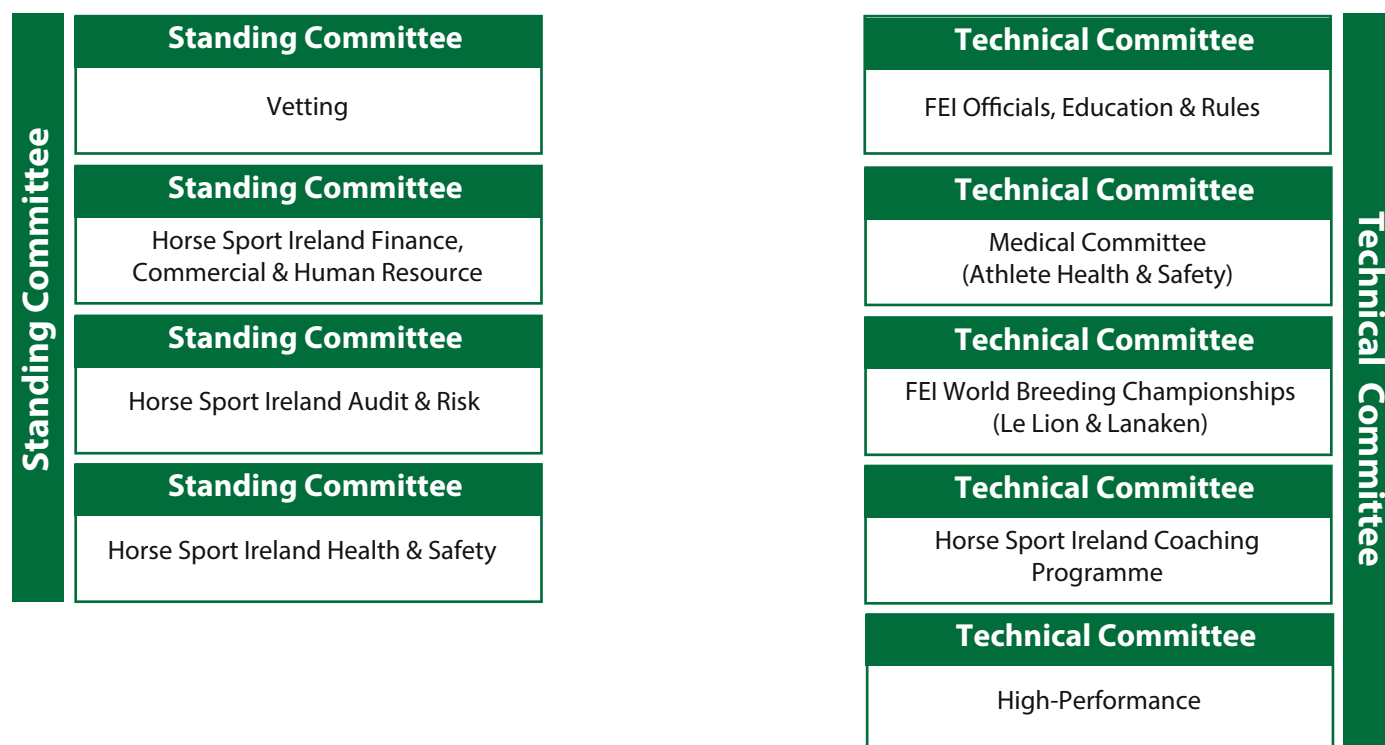 Standing Committee
Standing Committee
Vetting
Standing Committee
Horse Sport Ireland Finance,
Commercial & Human Resource
Standing Committee
Horse Sport Ireland Audit & Risk
Standing Committee
Horse Sport Ireland Health & Safety
Technical Committee
FEI Officials, Education & Rules
Technical Committee
Medical Committee
(Athlete Health & Safety)
Technical Committee
FEI World Breeding Championships
(Le Lion & Lanaken)
Technical Committee
Horse Sport Ireland Coaching
Programme
Technical Committee
High-Performance
Technical Committee